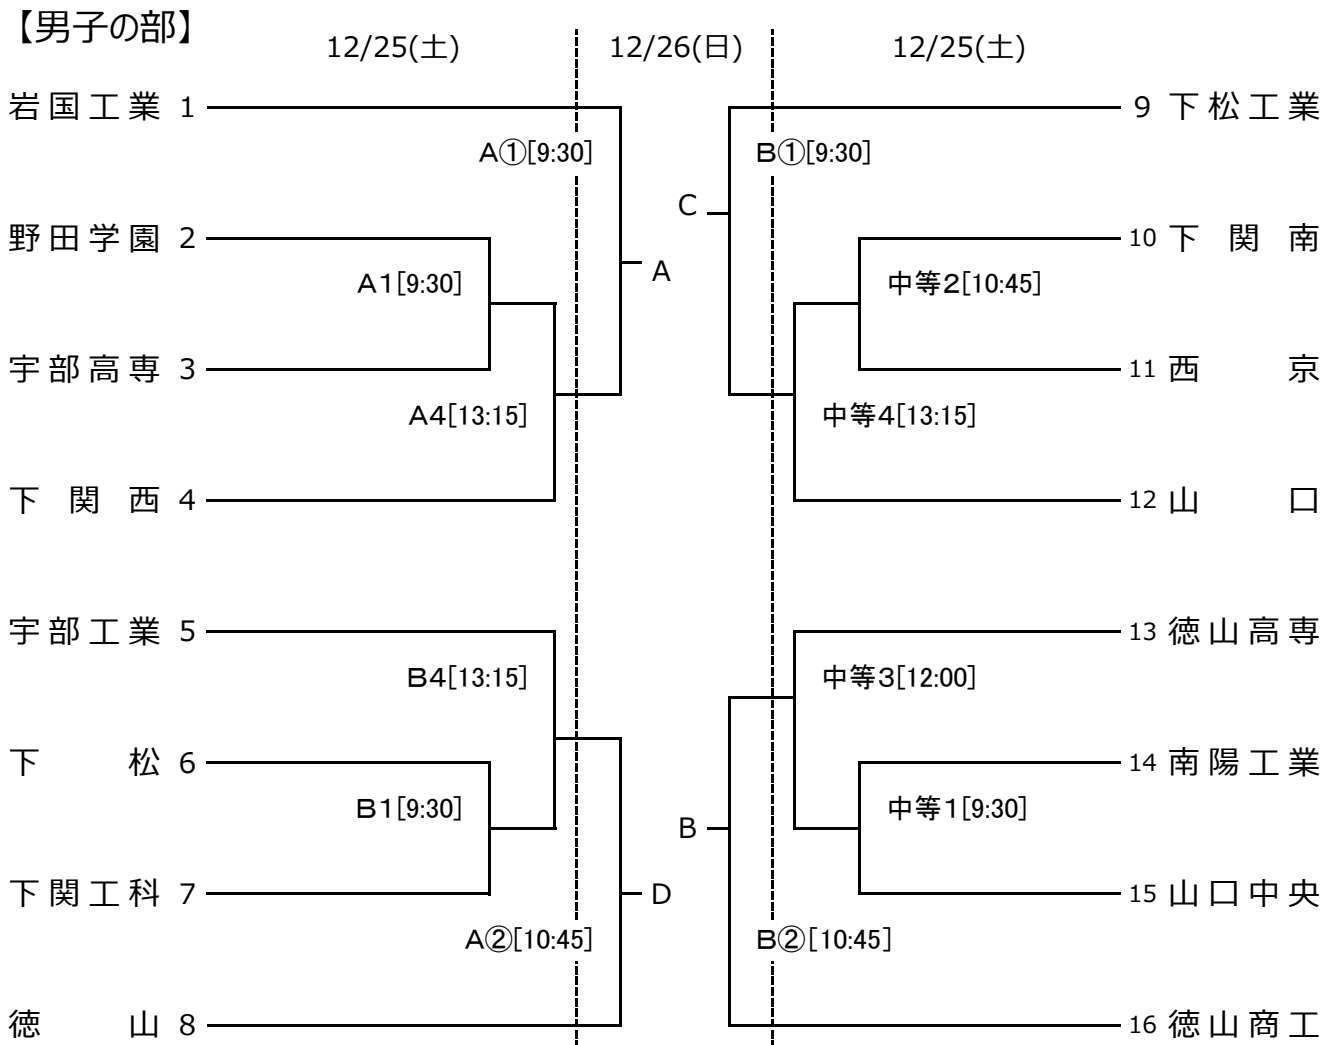 【男子の部】
12/25(土) 12/26(日) 12/25(土)
岩国工業 1 9 下松工業
A①[9:30] B①[9:30]
C
野田学園 2 10 下関南
A1[9:30] A 中等2[10:45]
宇部高専 3 11 西京
A4[13:15] 中等4[13:15]
下関西 4 12 山口
宇部工業 5 13 徳山高専
B4[13:15] 中等3[12:00]
下松 6 14 南陽工業
B1[9:30] B 中等1[9:30]
下関工科 7 D 15 山口中央
A②[10:45] B②[10:45]
徳山 8 16 徳山商工